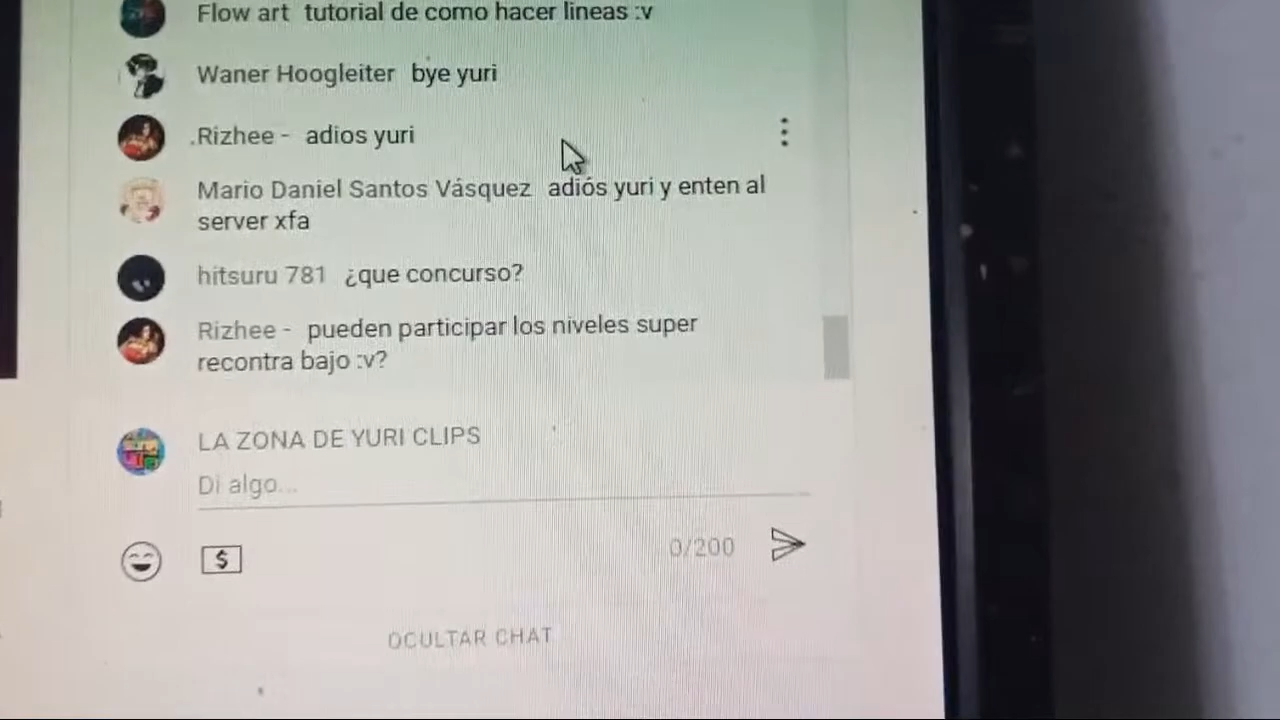 Flow art tutorial de como hacer lineas :v
Waner Hoogleiter bye yuri
.Rizhee - adios yuri
Mario Daniel Santos Vásquez adiós yuri y enten al
server xfa
hitsuru 781 ¿que concurso?
Rizhee - pueden participar los niveles super
recontra bajo :v?
LA ZONA DE YURI CLIPS
Di algo...
$
0/200
OCULTAR CHAT